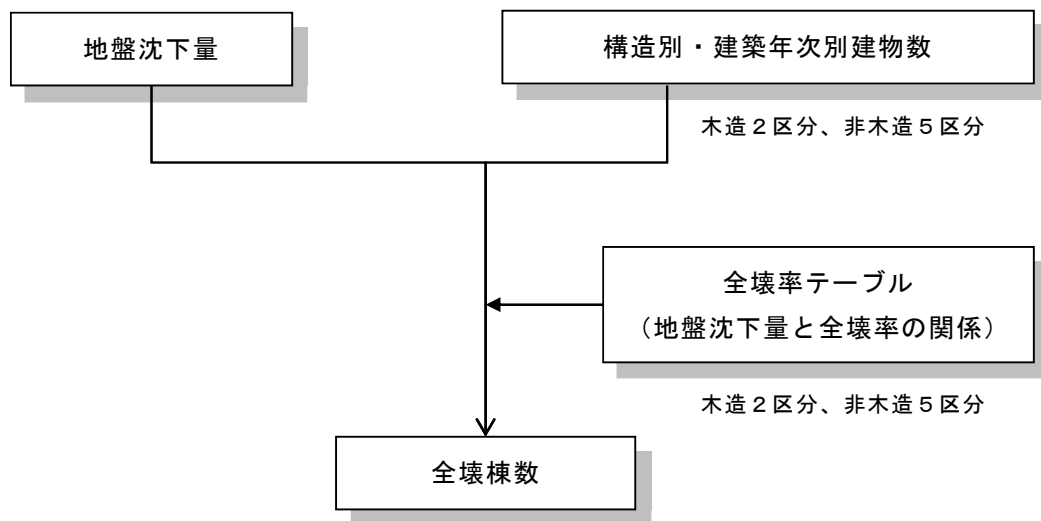 地盤沈下量
構造別・建築年次別建物数
木造２区分、非木造５区分
全壊率テーブル
（地盤沈下量と全壊率の関係）
木造２区分、非木造５区分
全壊棟数